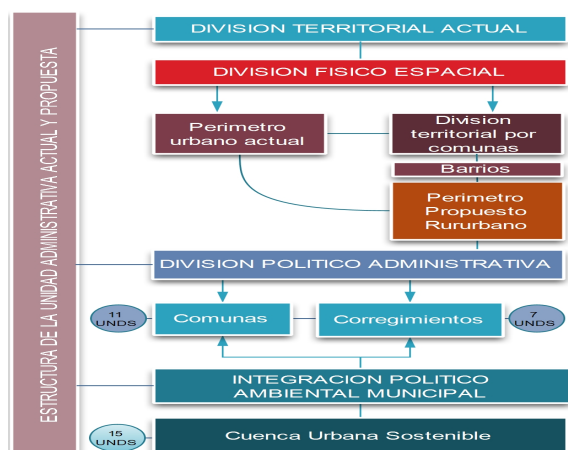 ESTRUCTURA DE LA UNIDAD ADMINISTRATIVA ACTUAL Y PROPUESTA
DIVISION TERRITORIAL ACTUAL
DIVISION FISICO ESPACIAL
Perimetro
urbano actual
Division
territorial por
comunas
Barrios
Perimetro
Propuesto
Rururbano
DIVISION POLITICO ADMINISTRATIVA
11
UNDS
Comunas
Corregimientos
7
UNDS
INTEGRACION POLITICO
AMBIENTAL MUNICIPAL
15
UNDS
Cuenca Urbana Sostenible